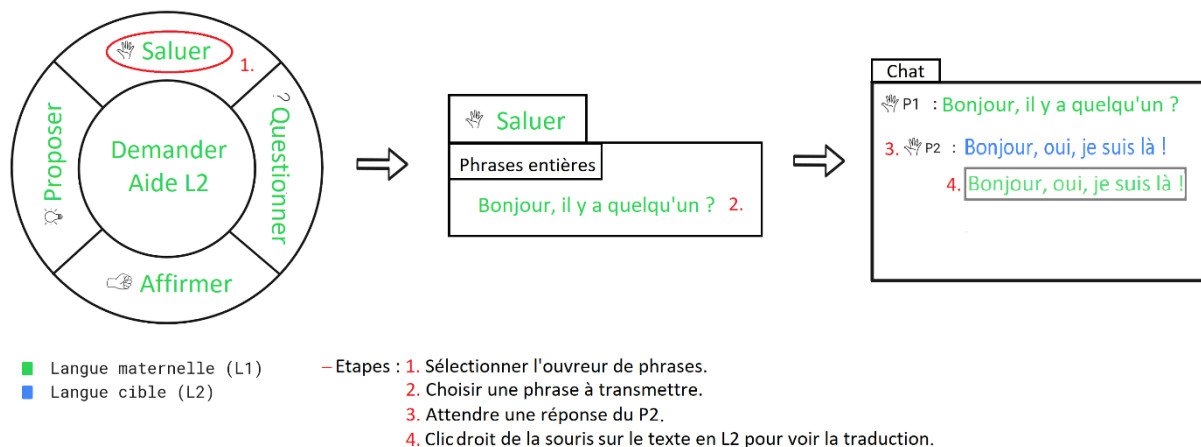 Saluer
1.
? Questionner
Proposer
Demander
Aide L2
Affirmer
Saluer
Phrases entières
Bonjour, il y a quelqu'un ? 2.
Chat
P1 : Bonjour, il y a quelqu'un ?
3. P2 : Bonjour, oui, je suis là !
4. Bonjour, oui, je suis là !
Langue maternelle (L1)
Langue cible (L2)
– Etapes : 1. Sélectionner l'ouvreur de phrases.
2. Choisir une phrase à transmettre.
3. Attendre une réponse du P2.
4. Clic droit de la souris sur le texte en L2 pour voir la traduction.